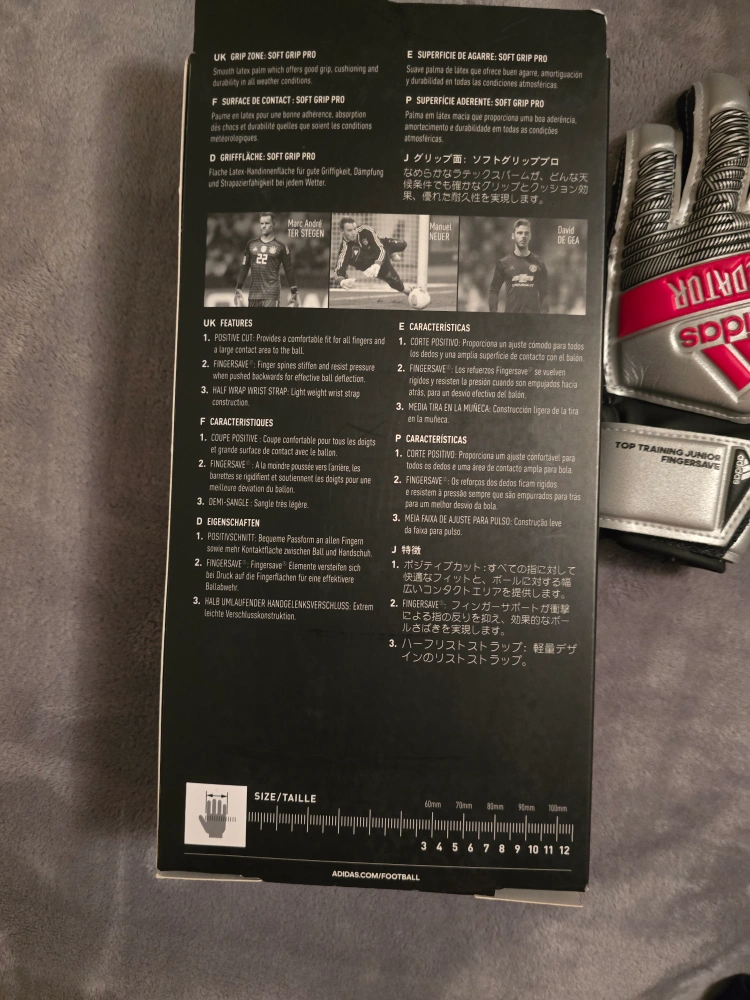 UK GRIP ZONE: SOFT GRIP PRO
Smooth latex palm which offers good grip, cushioning and
durability in all weather conditions.
F SURFACE DE CONTACT: SOFT GRIP PRO
Paume en latex pour une bonne adhérence, absorption
des chocs et durabilité quelles que soient les conditions
météorologiques.
D GRIFFFLÄCHE: SOFT GRIP PRO
Flache Latex-Handinnenfläche für gute Griffigkeit, Dämpfung
und Strapazierfähigkeit bei jedem Wetter.
E SUPERFICIE DE AGARRE: SOFT GRIP PRO
Suave palma de látex que ofrece buen agarre, amortiguación
y durabilidad en todas las condiciones
atmosféricas.
P SUPERFÍCIE ADERENTE: SOFT GRIP PRO
Palma em látex macia que proporciona uma boa aderência,
amortecimento e durabilidade em todas as condições
atmosféricas.
J グリップ面: ソフトグリッププロ
なめらかなラテックスパームが、どんな天
候条件でも確かなグリップとクッション効
果、優れた耐久性を実現します。
Marc André
TER STEGEN
Manuel
NEUER
David
DE GEA
22
CHEVROLET
UK FEATURES
1. POSITIVE CUT: Provides a comfortable fit for all fingers and
a large contact area to the ball.
2. FINGERSAVE®: Finger spines stiffen and resist pressure
when pushed backwards for effective ball deflection.
3. HALF WRAP WRIST STRAP: Light weight wrist strap
construction.
F CARACTERISTIQUES
1. COUPE POSITIVE : Coupe confortable pour tous les doigts
et grande surface de contact avec le ballon.
2. FINGERSAVE® : A la moindre poussée vers l'arrière, les
barrettes se rigidifient et soutiennent les doigts pour une
meilleure déviation du ballon.
3. DEMI-SANGLE : Sangle très légère.
D EIGENSCHAFTEN
1. POSITIVSCHNITT: Bequeme Passform an allen Fingern
sowie mehr Kontaktfläche zwischen Ball und Handschuh.
2. FINGERSAVE®: Fingersave® Elemente versteifen sich
bei Druck auf die Fingerflächen für eine effektivere
Ballabwehr.
3. HALB UMLAUFENDER HANDGELENKSVERSCHLUSS: Extrem
leichte Verschlusskonstruktion.
E CARACTERÍSTICAS
1. CORTE POSITIVO: Proporciona un ajuste cómodo para todos
los dedos y una amplia superficie de contacto con el balón.
2. FINGERSAVE®: Los refuerzos Fingersave® se vuelven
rígidos y resisten la presión cuando son empujados hacia
atrás, para un desvío efectivo del balón.
3. MEDIA TIRA EN LA MUÑECA: Construcción ligera de la tira
en la muñeca.
P CARACTERÍSTICAS
1. CORTE POSITIVO: Proporciona um ajuste confortável para
todos os dedos e uma área de contacto ampla para bola.
2. FINGERSAVE®: Os reforços dos dedos ficam rígidos
e resistem à pressão sempre que são empurrados para trás
para um melhor desvio da bola.
3. MEIA FAIXA DE AJUSTE PARA PULSO: Construção leve
da faixa para pulso.
J 特徴
1. ポジティブカット:すべての指に対して
快適なフィットと、ボールに対する幅
広いコンタクトエリアを提供します。
2. FINGERSAVE®: フィンガーサポートが衝撃
による指の反りを抑え、効果的なボー
ルさばきを実現します。
3. ハーフリストストラップ: 軽量デザ
インのリストストラップ。
SIZE/TAILLE
60mm 70mm 80mm 90mm 100mm
3 4 5 6 7 8 9 10 11 12
ADIDAS.COM/FOOTBALL
DATOR
adidas
TOP TRAINING JUNIOR
FINGERSAVE
adidas